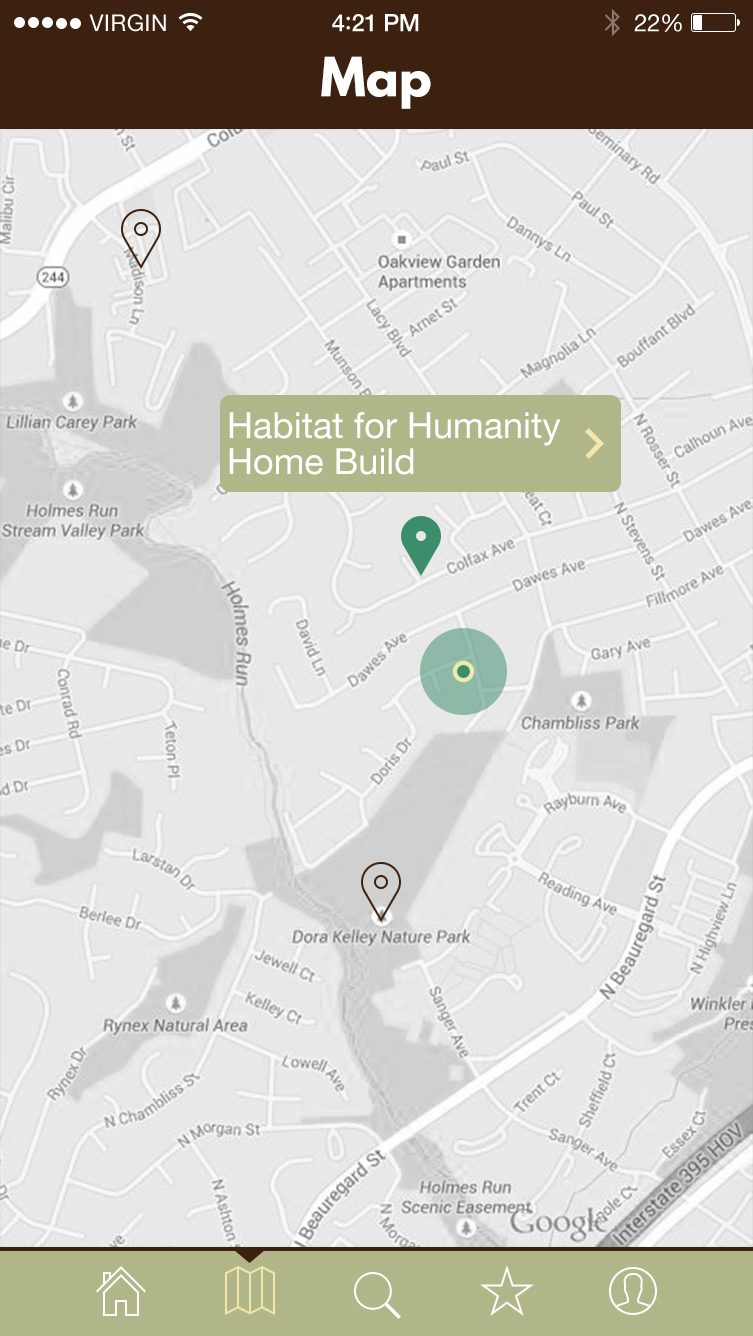 VIRGIN
4:21 PM
22%
Map
Paul St
Seminary Rd
Malibu Cir
Paul St
Dannys Ln
Madison Ln
244
Oakview Garden
Apartments
Lacy Blvd
Arnet St
Magnolia Ln
Bouffant Blvd
Munson
Lillian Carey Park
Habitat for Humanity
Home Build
N Rosser St
Calhoun Ave
Holmes Run
Stream Valley Park
N Stevens St
Dawes Ave
Colfax Ave
Dawes Ave
Fillmore Ave
Holmes Run
David Ln
Dawes Ave
Gary Ave
Conrad Rd
Teton Pl
Chambliss Park
Doris Dr
Rayburn Ave
Larstan Dr
Reading Ave
Berlee Dr
N Beauregard St
N Highview Ln
Dora Kelley Nature Park
Jewell Ct
Kelley Ct
Sanger Ave
Rynex Natural Area
Winkler
Rynex Dr
Lowell Ave
Trent Ct
Sheffield Ct
N Chambliss St
N Morgan St
Sanger Ave
Essex Ct
Interstate 395 HOV
N Beauregard St
N Ashton
Holmes Run
Scenic Easement
Google